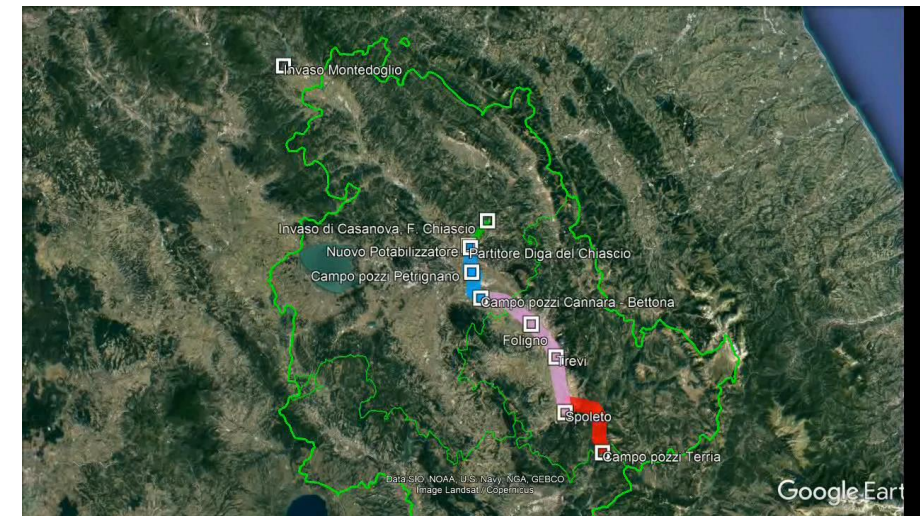 Invaso Montedoglio
Invaso di Casanova. F. Chiascio
Nuovo Potabilizzatore
Partitore Diga del Chiascio
Campo pozzi Petrignano
Campo pozzi Cannara - Bettona
Foligno
Trevi
Spoleto
Campo pozzi Terria
Data SIO, NOAA, U.S. Navy, NGA, GEBCO
Image Landsat / Copernicus
Google Eart